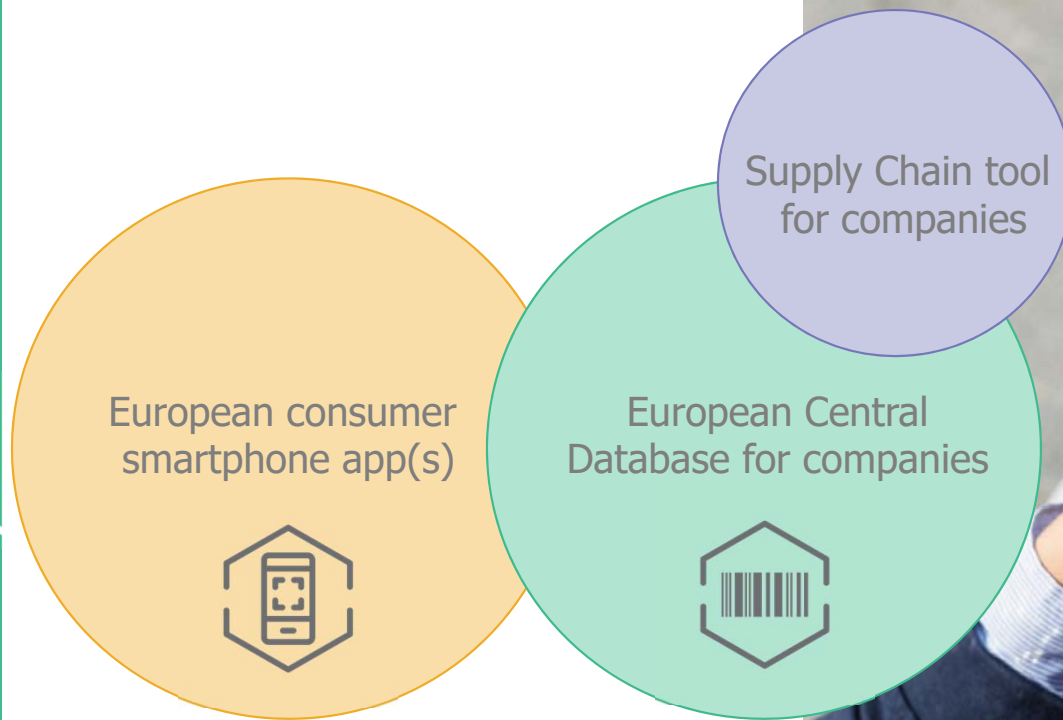 Supply Chain tool
for companies
European consumer
smartphone app(s)
European Central
Database for companies